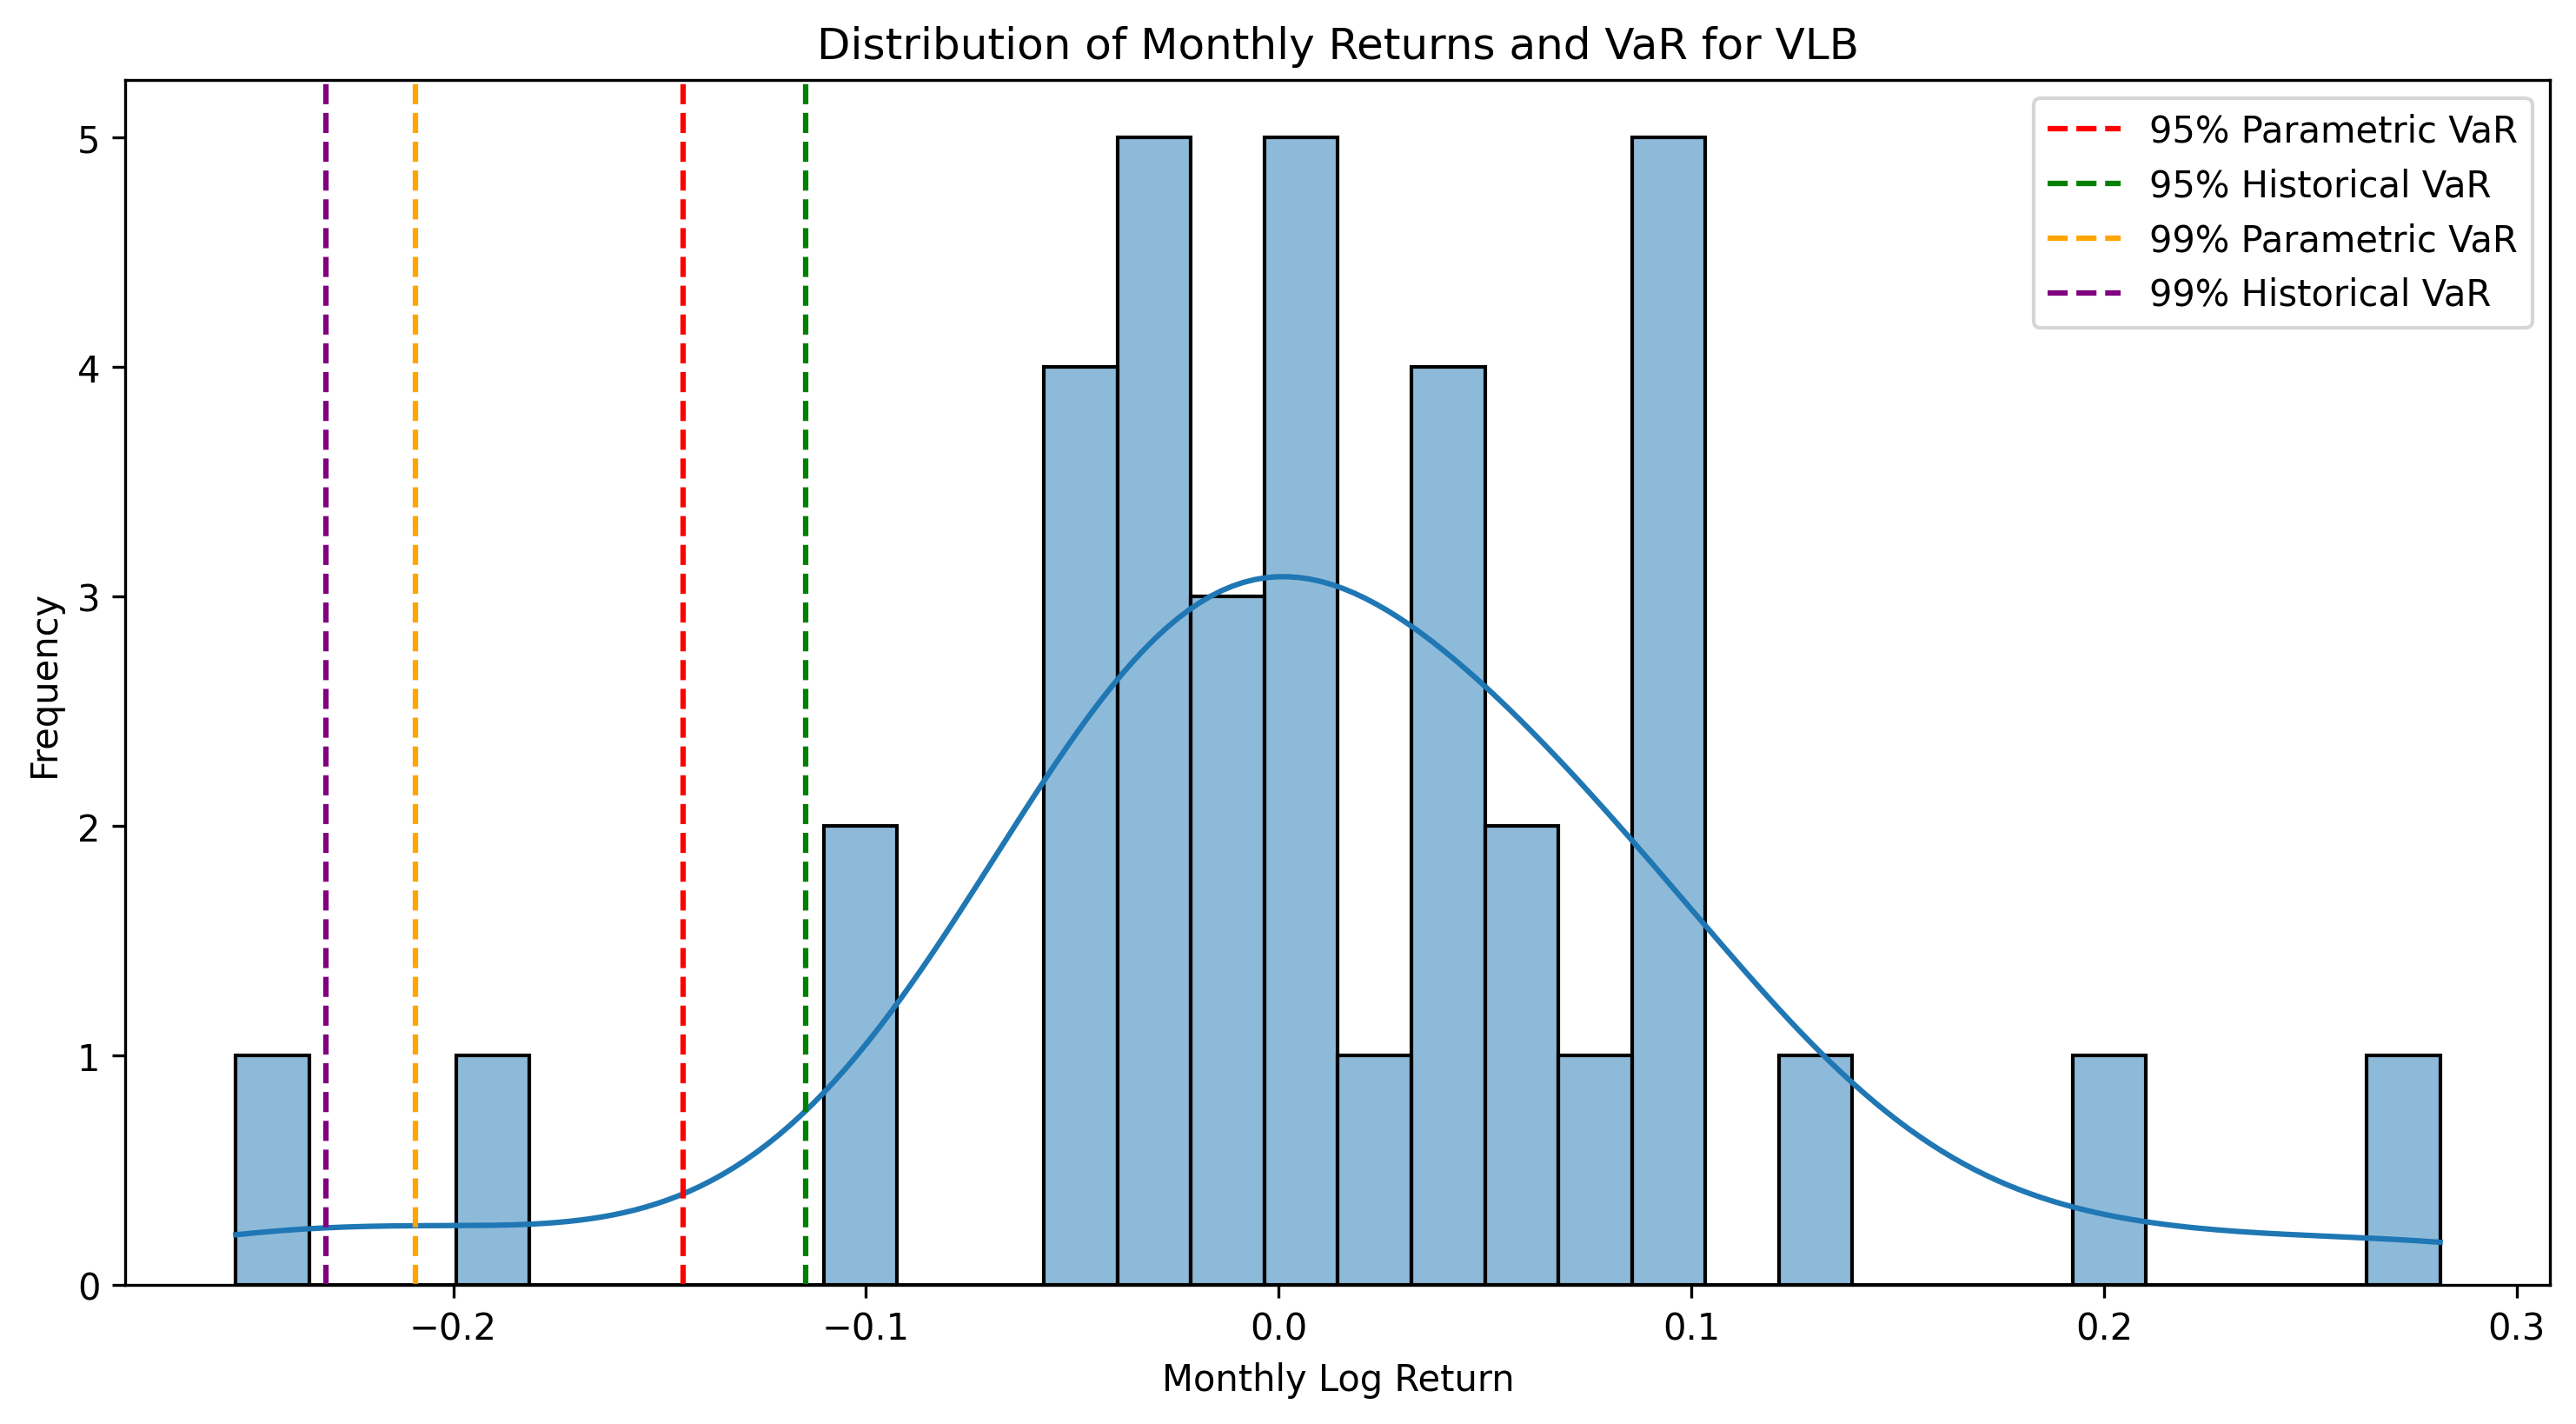 Distribution of Monthly Returns and VaR for VLB
95% Parametric VaR
95% Historical VaR
99% Parametric VaR
99% Historical VaR
Frequency
5
4
3
2
1
0
−0.2
−0.1
0.0
0.1
0.2
0.3
Monthly Log Return